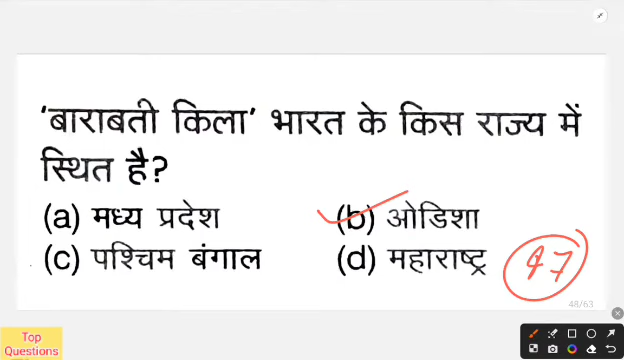 'बाराबती किला' भारत के किस राज्य में
स्थित है?
(a) मध्य प्रदेश (b) ओडिशा
(c) पश्चिम बंगाल (d) महाराष्ट्र
47
48/63
Top
Questions